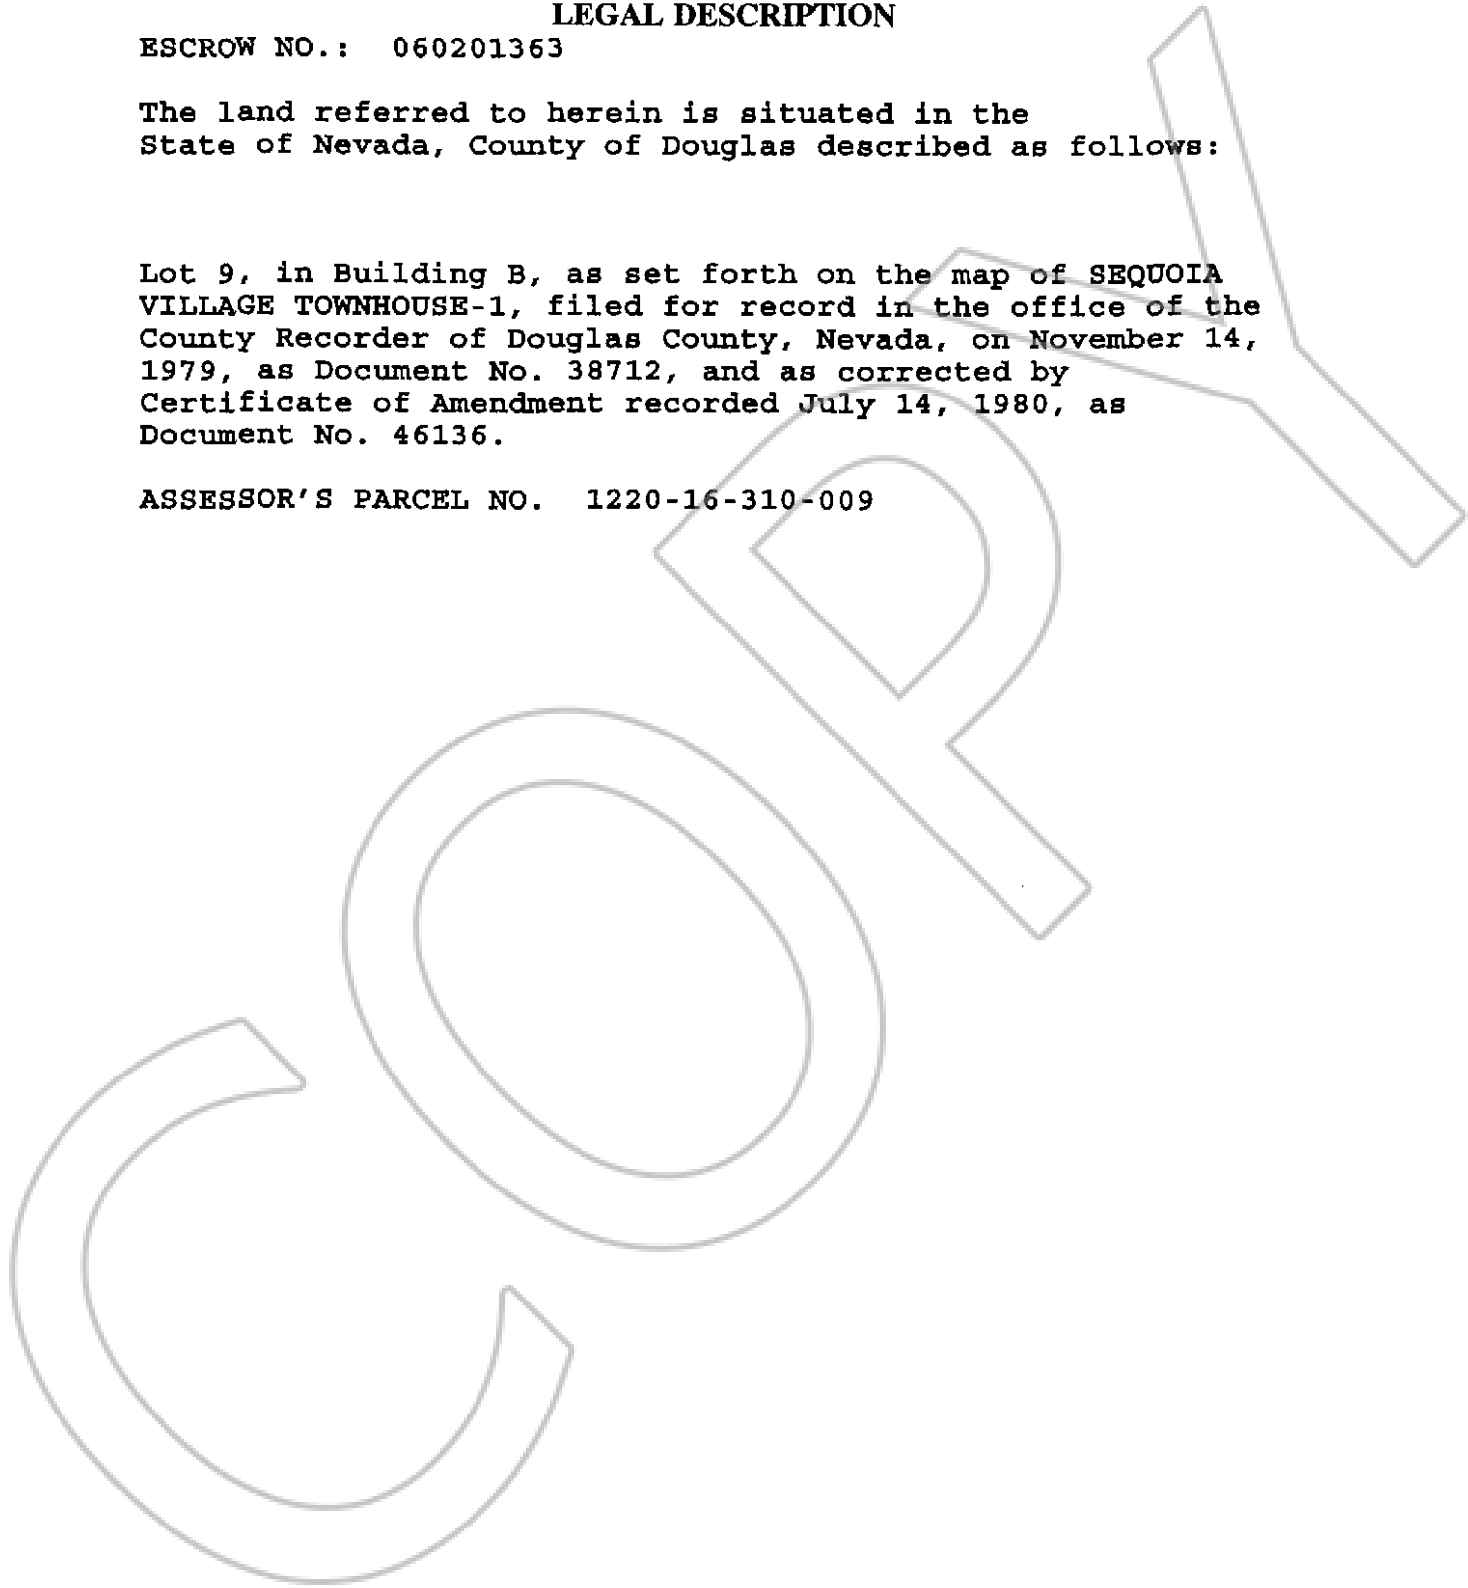 LEGAL DESCRIPTION
ESCROW NO.: 060201363
The land referred to herein is situated in the
State of Nevada, County of Douglas described as follows:
Lot 9, in Building B, as set forth on the map of SEQUOIA
VILLAGE TOWNHOUSE-1, filed for record in the office of the
County Recorder of Douglas County, Nevada, on November 14,
1979, as Document No. 38712, and as corrected by
Certificate of Amendment recorded July 14, 1980, as
Document No. 46136.
ASSESSOR'S PARCEL NO. 1220-16-310-009
COPY